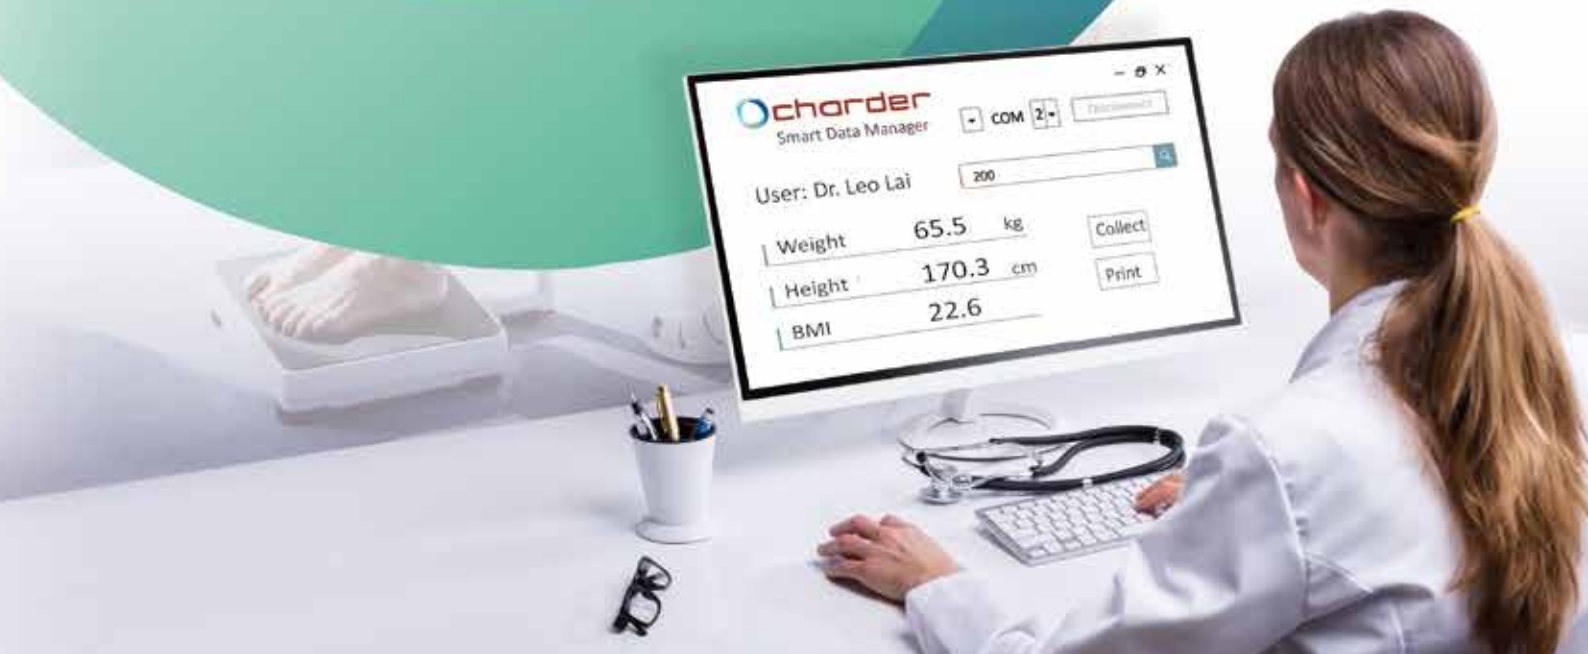 charder
Smart Data Manager
COM 2
Disconnect
User: Dr. Leo Lai
200
Weight 65.5 kg
Collect
Height 170.3 cm
Print
BMI 22.6